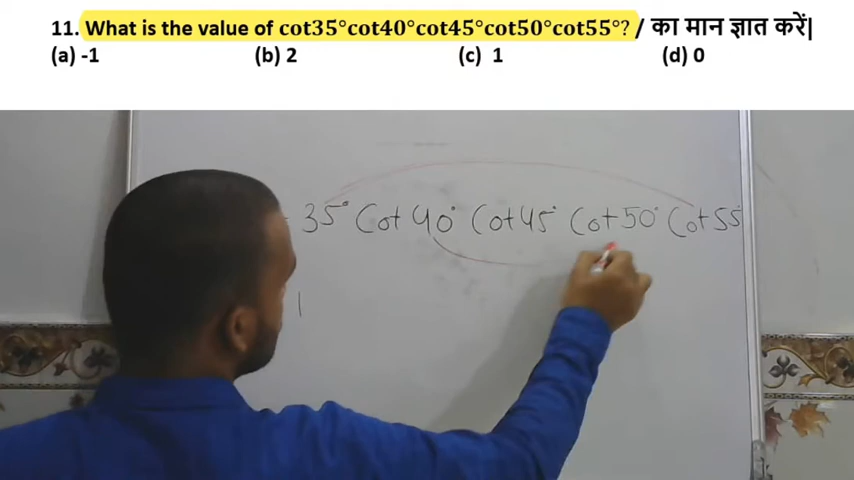 11. What is the value of cot35°cot40°cot45°cot50°cot55°? / का मान ज्ञात करें|
(a) -1 (b) 2 (c) 1 (d) 0
35° Cot 40° Cot 45° Cot 50° Cot 55°
1